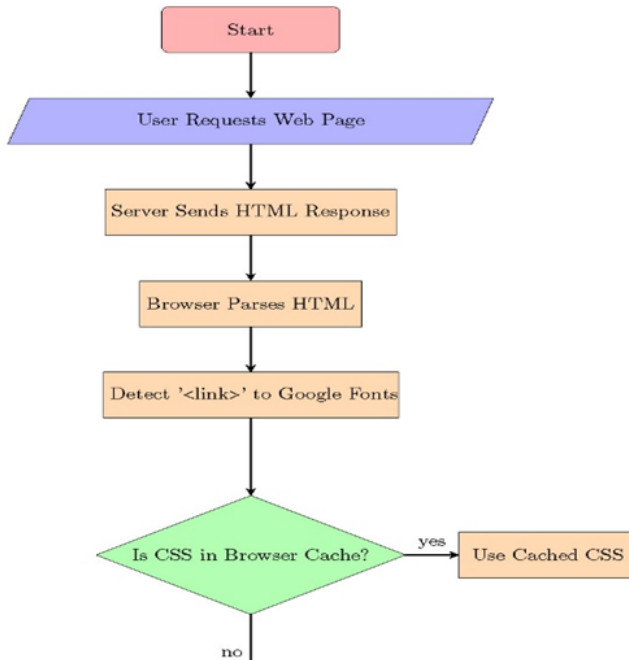 Start
User Requests Web Page
Server Sends HTML Response
Browser Parses HTML
Detect '<link>' to Google Fonts
Is CSS in Browser Cache?
yes
Use Cached CSS
no